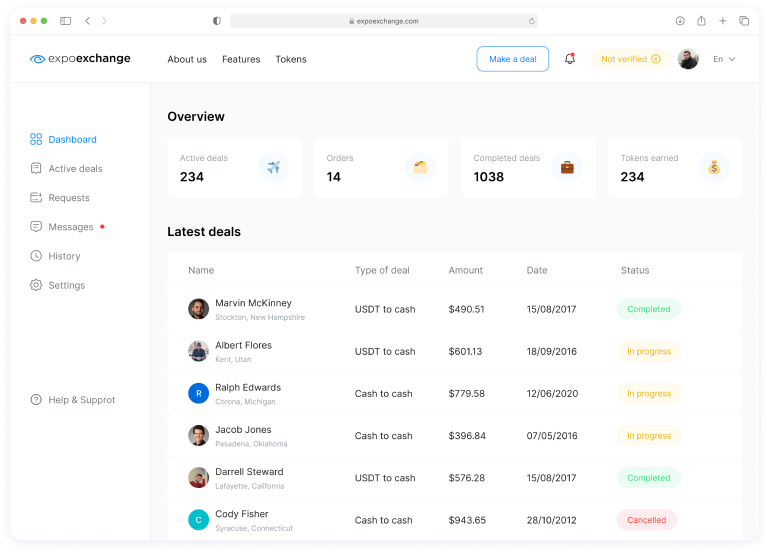 expoexchange.com
expoexchange
About us Features Tokens
Make a deal
Not verified
En
Dashboard
Active deals
Requests
Messages
History
Settings
Help & Supprot
Overview
Active deals
234
Orders
14
Completed deals
1038
Tokens earned
234
Latest deals
Name Type of deal Amount Date Status
Marvin McKinney
Stockton, New Hampshire
USDT to cash $490.51 15/08/2017 Completed
Albert Flores
Kent, Utah
USDT to cash $601.13 18/09/2016 In progress
R
Ralph Edwards
Corona, Michigan
Cash to cash $779.58 12/06/2020 In progress
Jacob Jones
Pasadena, Oklahoma
Cash to cash $396.84 07/05/2016 In progress
Darrell Steward
Lafayette, California
USDT to cash $576.28 15/08/2017 Completed
C
Cody Fisher
Syracuse, Connecticut
Cash to cash $943.65 28/10/2012 Cancelled